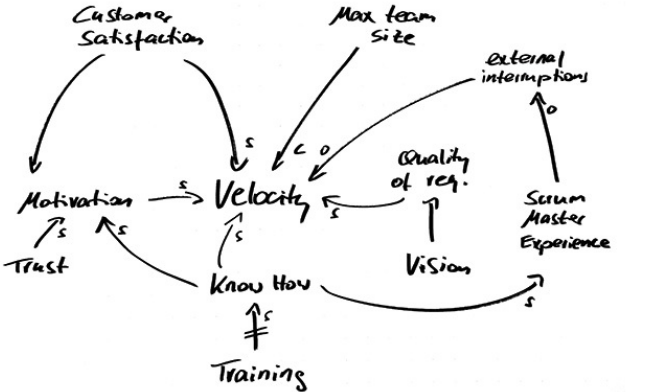 Customer
Satisfaction
Max team
size
external
interruptions
s
c
o
o
Quality
of req.
Motivation
s
Velocity
s
Scrum
Master
Experience
s
s
s
Trust
Vision
Know How
s
s
Training